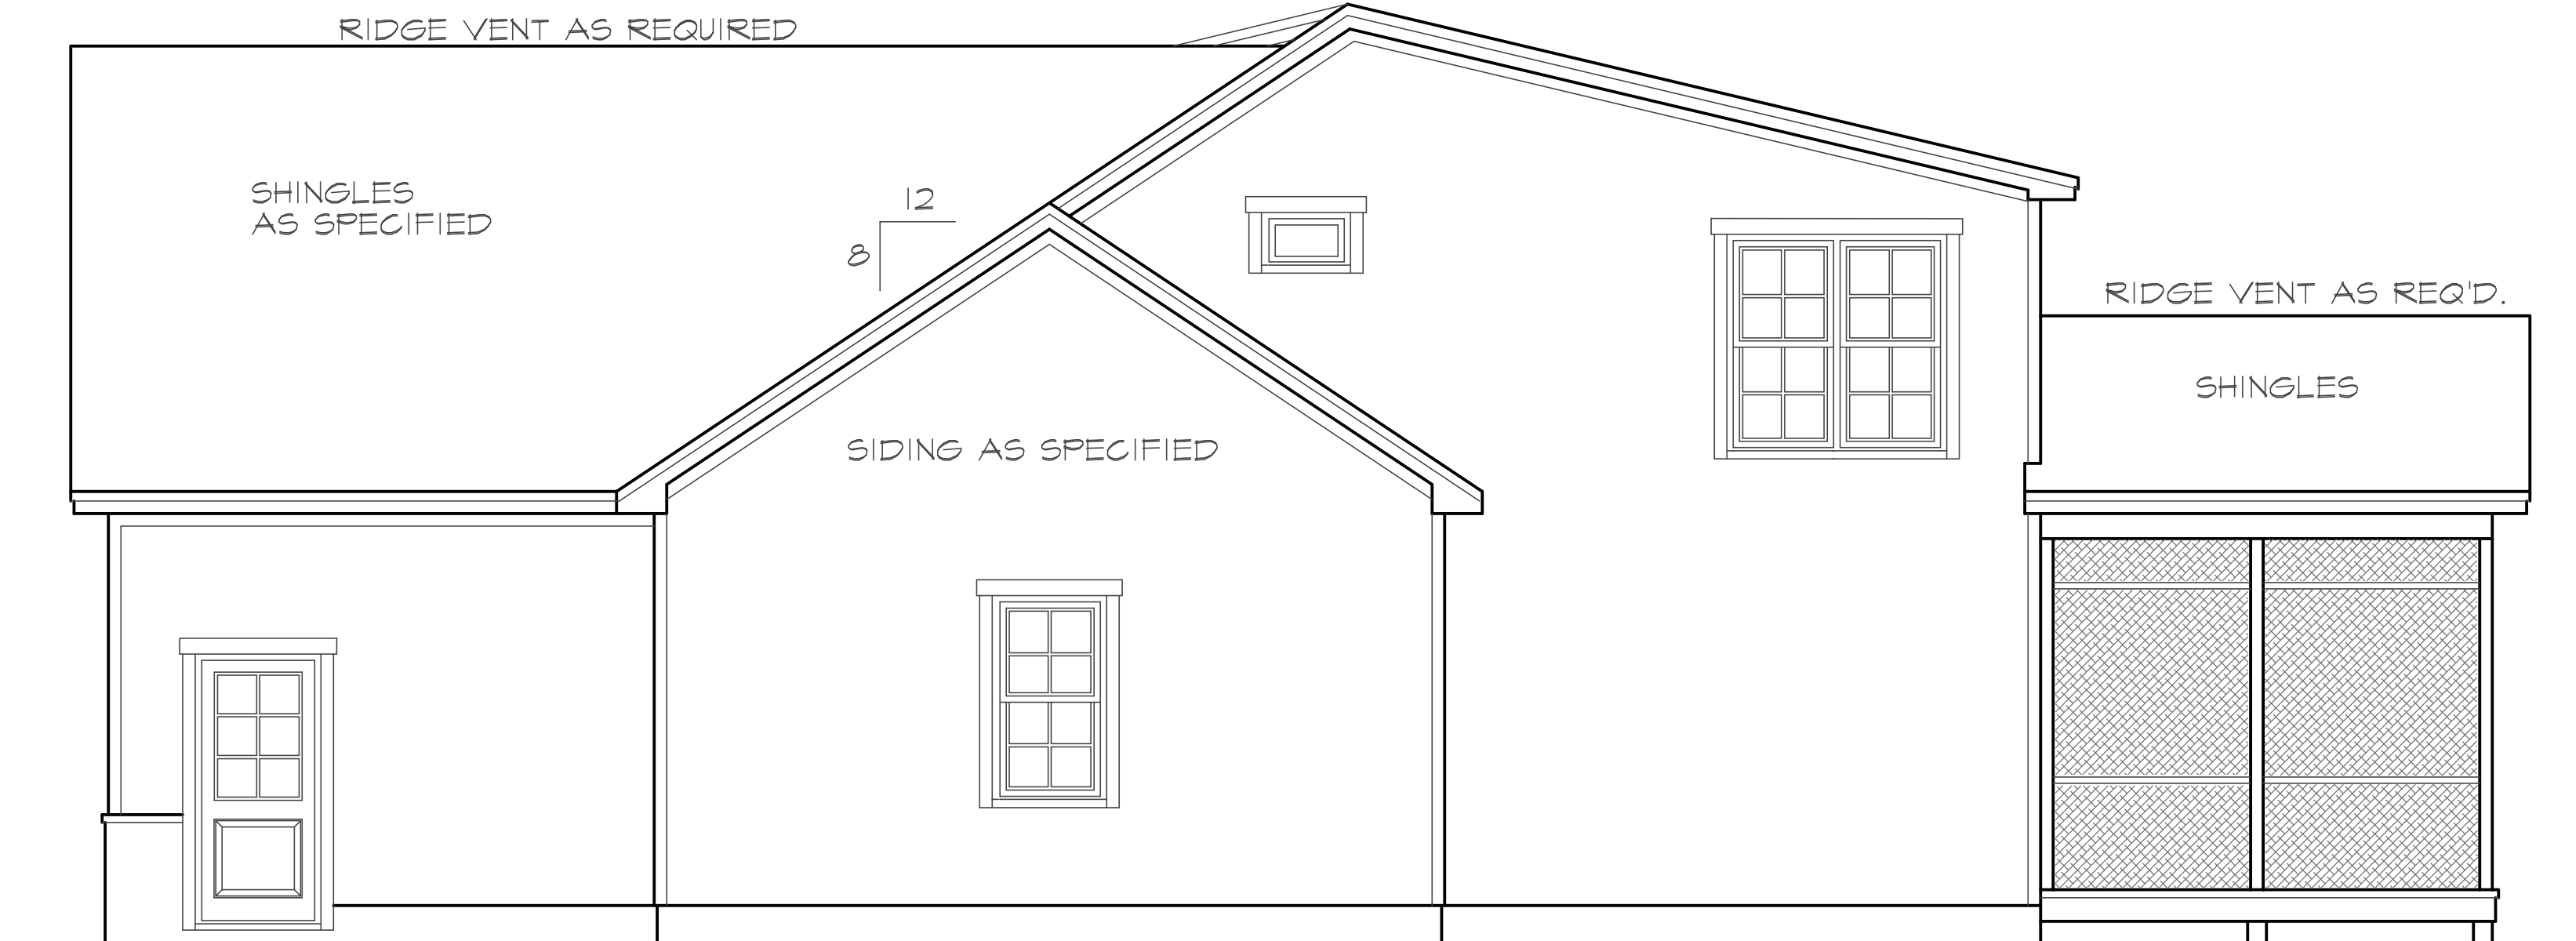 RIDGE VENT AS REQUIRED
SHINGLES
AS SPECIFIED
12
8
RIDGE VENT AS REQ'D.
SHINGLES
SIDING AS SPECIFIED